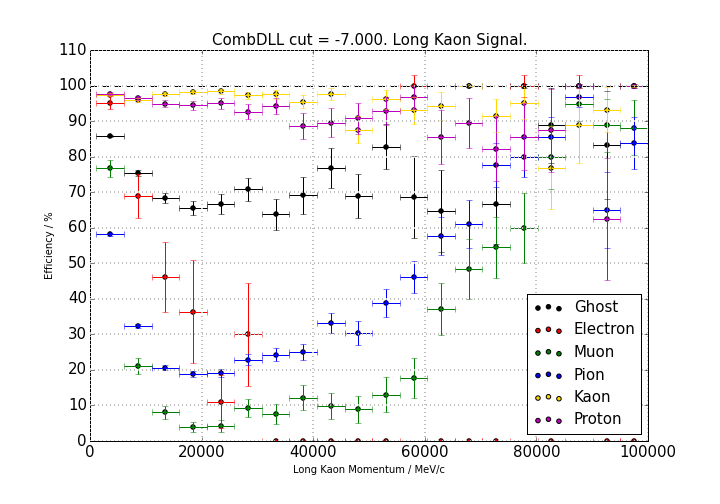 CombDLL cut = -7.000. Long Kaon Signal.
110
100
90
80
70
60
50
40
30
20
10
0
Efficiency / %
Ghost
Electron
Muon
Pion
Kaon
Proton
0 20000 40000 60000 80000 100000
Long Kaon Momentum / MeV/c